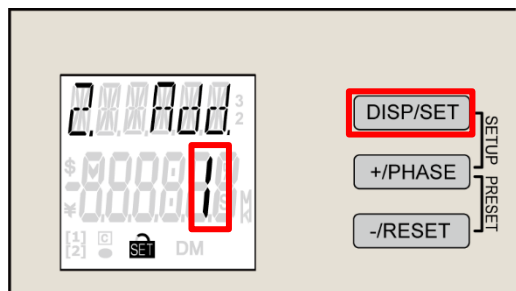 2. Add
1
SET
DM
[1] C
[2]
3
2
$
¥
DISP/SET
+/PHASE
-/RESET
SETUP
PRESET